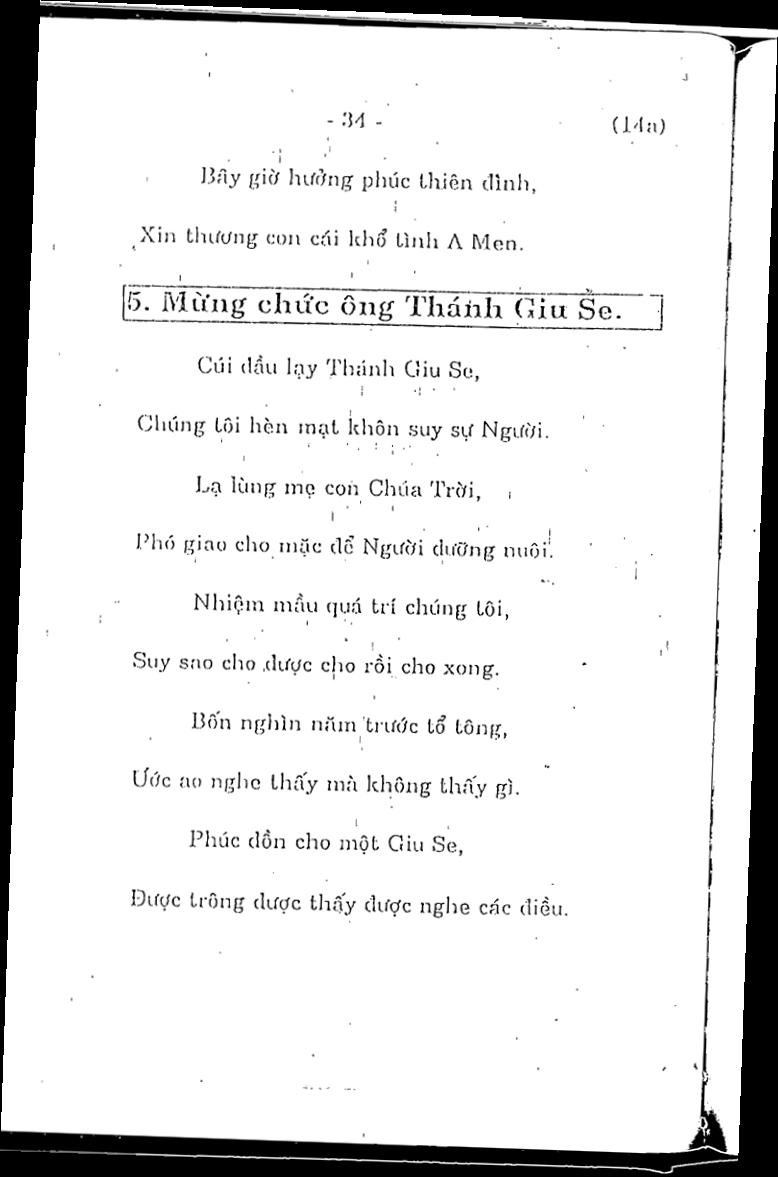 - 34 - (14a)
Bây giờ hưởng phúc thiên đình,
Xin thương con cái khổ tình A Men.
5. Mừng chức ông Thánh Giu Se.
Cúi đầu lạy Thánh Giu Se,
Chúng tôi hèn mạt khôn suy sự Người.
Lạ lùng mẹ con Chúa Trời,
Phó giao cho mặc để Người dưỡng nuôi.
Nhiệm mầu quá trí chúng tôi,
Suy sao cho được cho rồi cho xong.
Bốn nghìn năm trước tổ tông,
Ước ao nghe thấy mà không thấy gì.
Phúc dồn cho một Giu Se,
Được trông được thấy được nghe các điều.